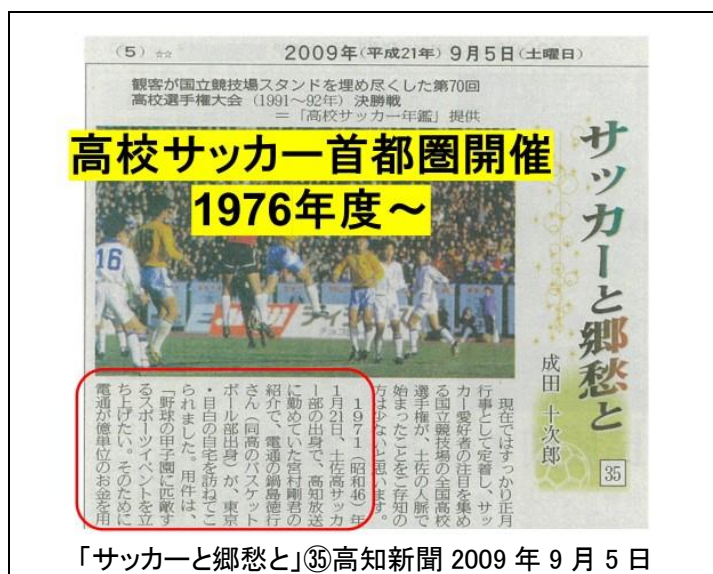 (5) ☆☆ 2009年(平成21年)9月5日(土曜日)
観客が国立競技場スタンドを埋め尽くした第70回
高校選手権大会(1991~92年)決勝戦
=「高校サッカー年鑑」提供
高校サッカー首都圏開催
1976年度~
サッカーと郷愁と
成田 十次郎
35
16
現在ではすっかり正月
行事として定着し、サッ
カー愛好者の注目を集め
る国立競技場の全国高校
選手権が、土佐の人脈で
始まったことをご存知の
方は少ないと思います。
1971(昭和46)年
1月21日、土佐高サッカ
ー部の出身で、高知放送
に勤めていた宮村剛君の
紹介で、電通の鍋島徳行
さん(同高のバスケット
ボール部出身)が、東京
・目白の自宅を訪ねてこ
られました。用件は、
「野球の甲子園に匹敵す
るスポーツイベントを立
ち上げたい。そのために
電通が億単位のお金を用
「サッカーと郷愁と」㉟高知新聞 2009 年 9 月 5 日